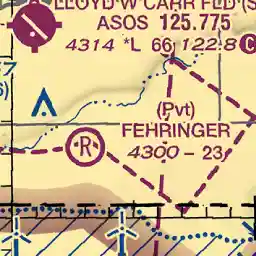 LLOYD W CARR FLD (S
ASOS 125.775
4314 *L 66 122.8 C
(Pvt)
FEHRINGER
4300 - 23
R